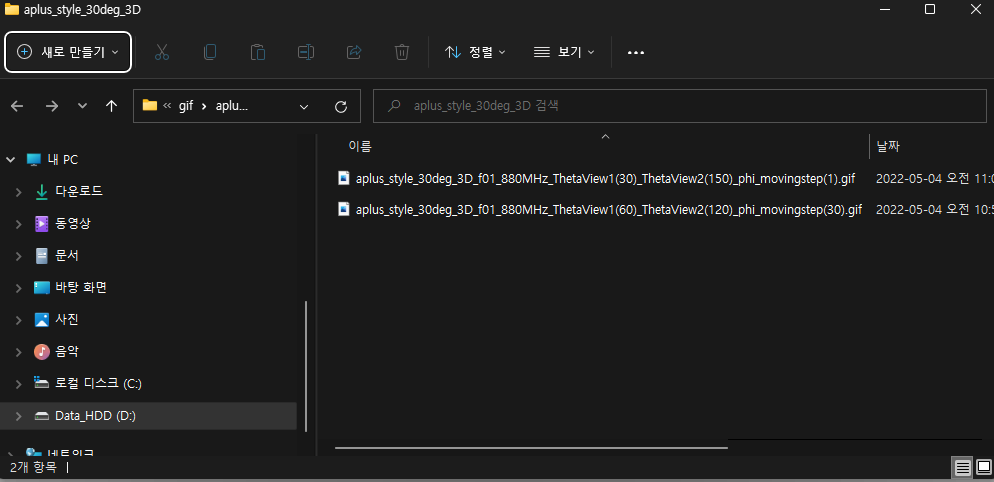 aplus_style_30deg_3D
새로 만들기 정렬 보기
« gif › aplu... aplus_style_30deg_3D 검색
이름 날짜
내 PC
다운로드
동영상
문서
바탕 화면
사진
음악
로컬 디스크 (C:)
Data_HDD (D:)
네트워크
aplus_style_30deg_3D_f01_880MHz_ThetaView1(30)_ThetaView2(150)_phi_movingstep(1).gif 2022-05-04 오전 11:0
aplus_style_30deg_3D_f01_880MHz_ThetaView1(60)_ThetaView2(120)_phi_movingstep(30).gif 2022-05-04 오전 10:5
2개 항목